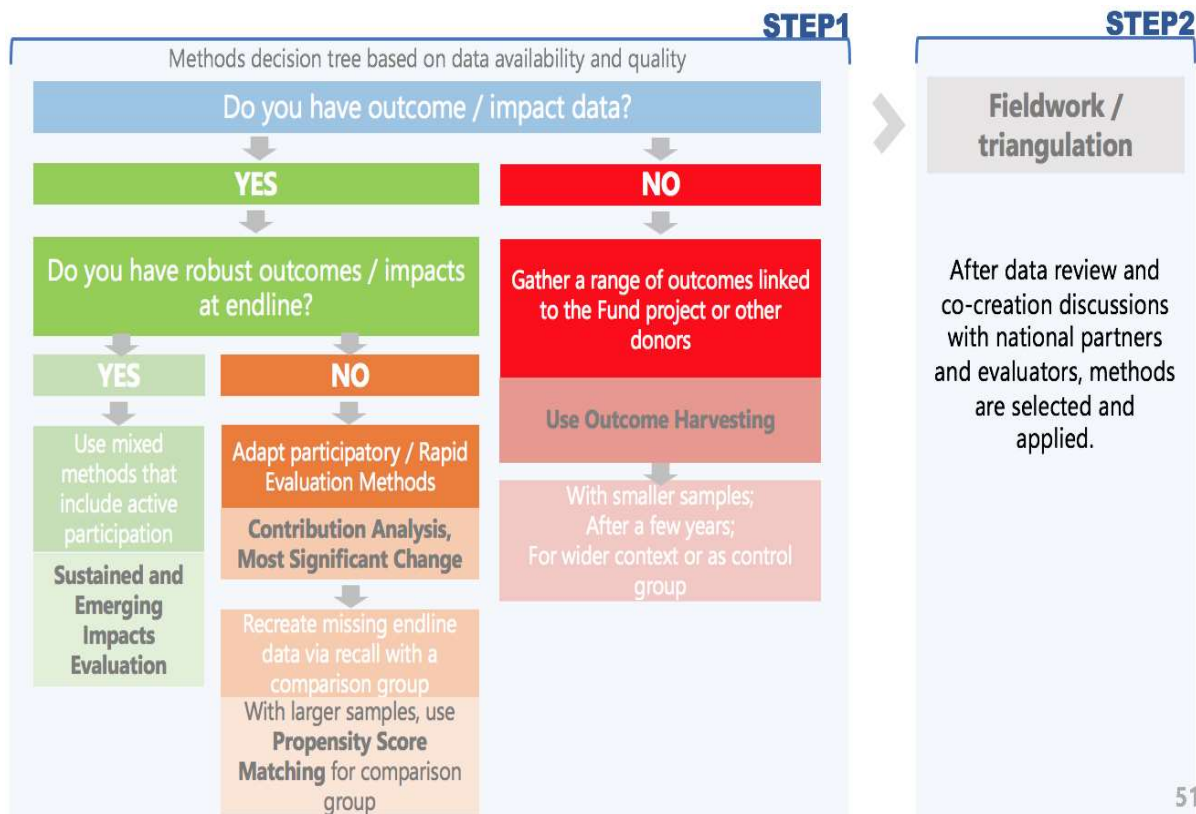 STEP1
STEP2
Methods decision tree based on data availability and quality
Do you have outcome / impact data?
YES
NO
Do you have robust outcomes / impacts
at endline?
YES
Use mixed
methods that
include active
participation
Sustained and
Emerging
Impacts
Evaluation
NO
Adapt participatory / Rapid
Evaluation Methods
Contribution Analysis,
Most Significant Change
Recreate missing endline
data via recall with a
comparison group
With larger samples, use
Propensity Score
Matching for comparison
group
Gather a range of outcomes linked
to the Fund project or other
donors
Use Outcome Harvesting
With smaller samples;
After a few years;
For wider context or as control
group
Fieldwork /
triangulation
After data review and
co-creation discussions
with national partners
and evaluators, methods
are selected and
applied.
51